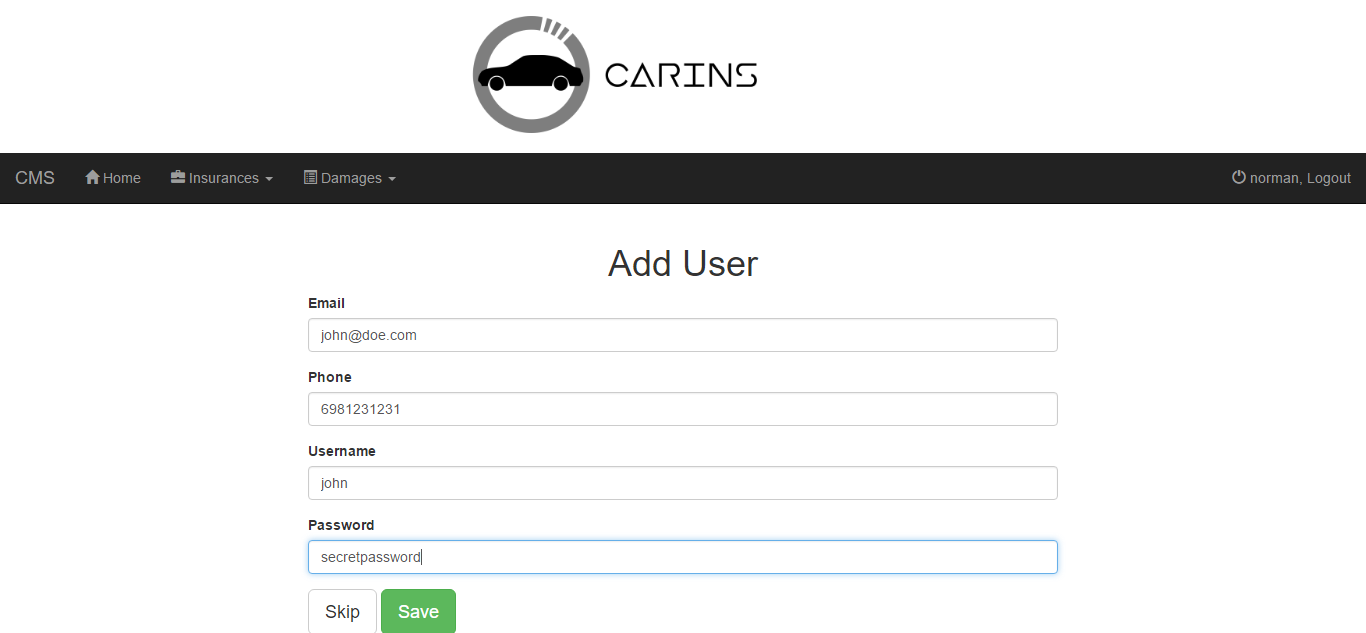 CARINS
CMS Home Insurances Damages norman, Logout
Add User
Email
john@doe.com
Phone
6981231231
Username
john
Password
secretpassword
Skip Save